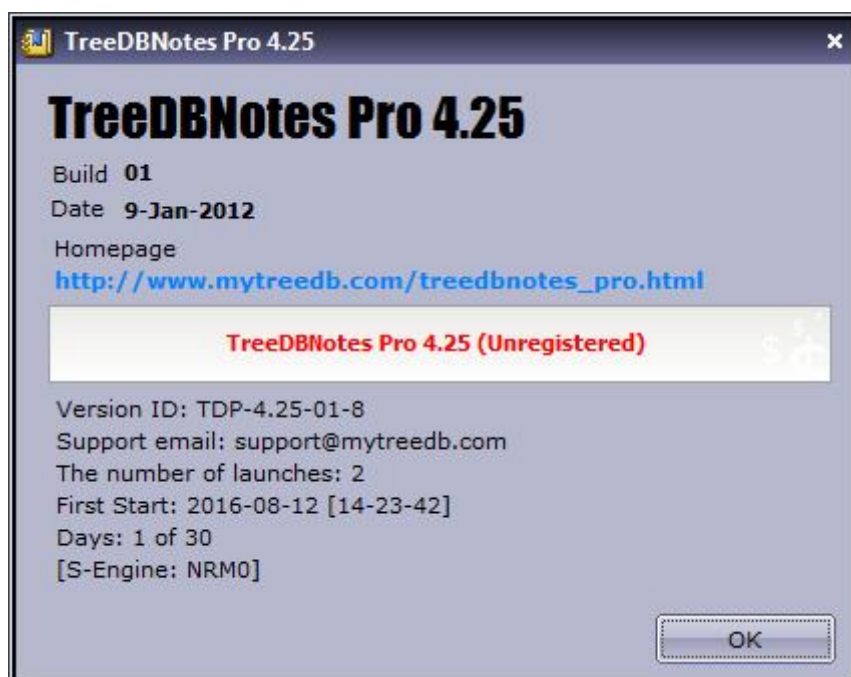 TreeDBNotes Pro 4.25
TreeDBNotes Pro 4.25
Build 01
Date 9-Jan-2012
Homepage
http://www.mytreedb.com/treedbnotes_pro.html
TreeDBNotes Pro 4.25 (Unregistered)
Version ID: TDP-4.25-01-8
Support email: support@mytreedb.com
The number of launches: 2
First Start: 2016-08-12 [14-23-42]
Days: 1 of 30
[S-Engine: NRM0]
OK